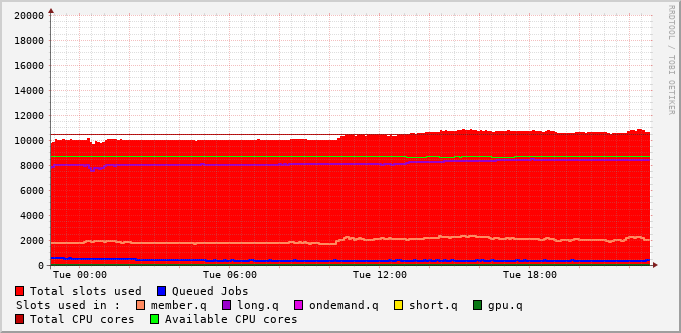 20000
18000
16000
14000
12000
10000
8000
6000
4000
2000
0
Tue 00:00 Tue 06:00 Tue 12:00 Tue 18:00
Total slots used Queued Jobs
Slots used in : member.q long.q ondemand.q short.q gpu.q
Total CPU cores Available CPU cores
RRDTOOL / TOBI OETIKER